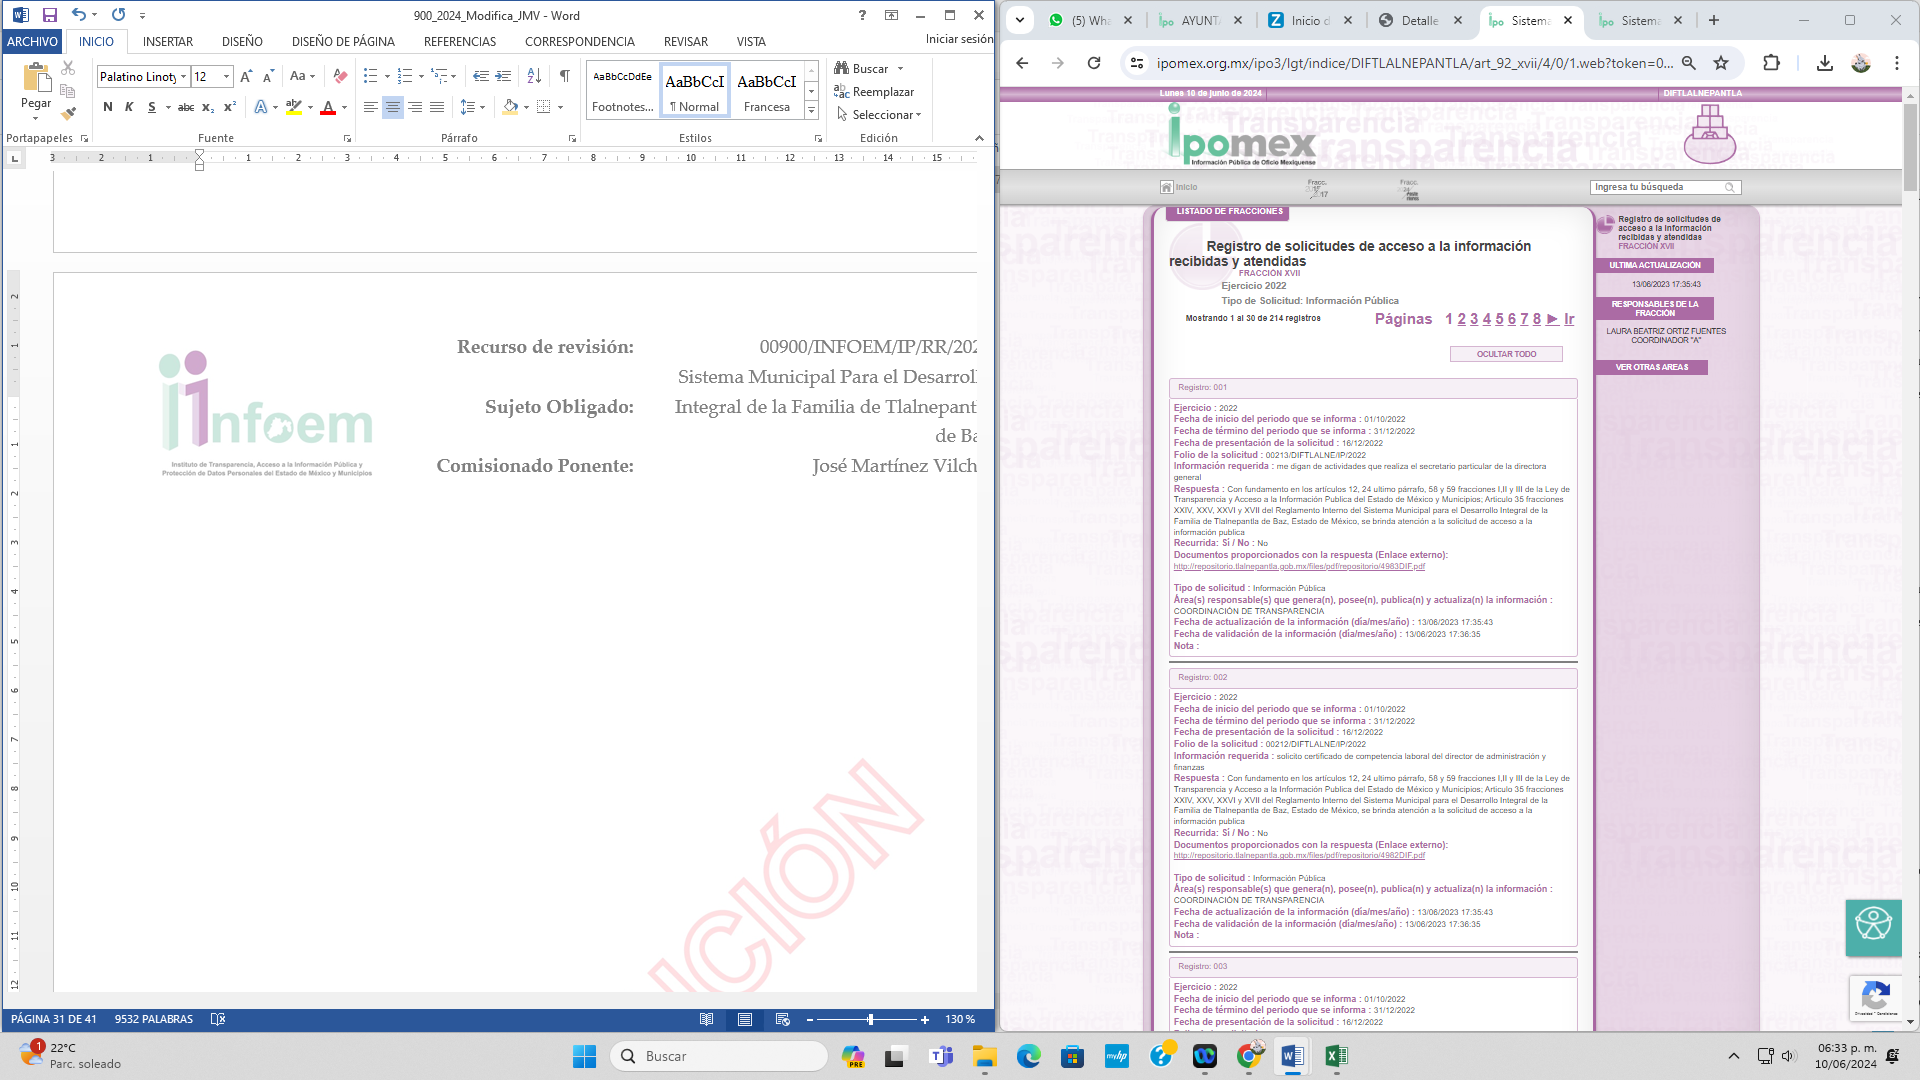 900_2024_Modifica_JMV - Word
ARCHIVO INICIO INSERTAR DISEÑO DISEÑO DE PÁGINA REFERENCIAS CORRESPONDENCIA REVISAR VISTA Iniciar sesión
Palatino Linoty 12
Pegar
Portapapeles Fuente Párrafo Estilos Edición
AaBbCcDdEe Footnotes...
AaBbCcI ¶ Normal
AaBbCcI Francesa
Buscar
Reemplazar
Seleccionar
Recurso de revisión: 00900/INFOEM/IP/RR/202
Sistema Municipal Para el Desarroll
Sujeto Obligado: Integral de la Familia de Tlalnepant
de Ba
Comisionado Ponente: José Martínez Vilch
infoem
Instituto de Transparencia, Acceso a la Información Pública y
Protección de Datos Personales del Estado de México y Municipios
CIÓN
PÁGINA 31 DE 41 9532 PALABRAS 130 %
(5) Wha AYUNT Inicio d Detalle Sistema Sistema
ipomex.org.mx/ipo3/lgt/indice/DIFTLALNEPANTLA/art_92_xvii/4/0/1.web?token=0...
Lunes 10 de junio de 2024 DIFTLALNEPANTLA
ipomex
Información Pública de Oficio Mexiquense
Transparencia
Inicio
Ingresa tu búsqueda
LISTADO DE FRACCIONES
Registro de solicitudes de acceso a la información
recibidas y atendidas
FRACCIÓN XVII
Ejercicio 2022
Tipo de Solicitud: Información Pública
Mostrando 1 al 30 de 214 registros Páginas 1 2 3 4 5 6 7 8 ► Ir
OCULTAR TODO
Registro: 001
Ejercicio : 2022
Fecha de inicio del periodo que se informa : 01/10/2022
Fecha de término del periodo que se informa : 31/12/2022
Fecha de presentación de la solicitud : 16/12/2022
Folio de la solicitud : 00213/DIFTLALNE/IP/2022
Información requerida : me digan de actividades que realiza el secretario particular de la directora
general
Respuesta : Con fundamento en los artículos 12, 24 ultimo párrafo, 58 y 59 fracciones I,II y III de la Ley de
Transparencia y Acceso a la Información Publica del Estado de México y Municipios; Articulo 35 fracciones
XXIV, XXV, XXVI y XVII del Reglamento Interno del Sistema Municipal para el Desarrollo Integral de la
Familia de Tlalnepantla de Baz, Estado de México, se brinda atención a la solicitud de acceso a la
información publica
Recurrida: Sí / No : No
Documentos proporcionados con la respuesta (Enlace externo):
http://repositorio.tlalnepantla.gob.mx/files/pdf/repositorio/4983DIF.pdf
Tipo de solicitud : Información Pública
Área(s) responsable(s) que genera(n), posee(n), publica(n) y actualiza(n) la información :
COORDINACIÓN DE TRANSPARENCIA
Fecha de actualización de la información (día/mes/año) : 13/06/2023 17:35:43
Fecha de validación de la información (día/mes/año) : 13/06/2023 17:36:35
Nota :
Registro: 002
Ejercicio : 2022
Fecha de inicio del periodo que se informa : 01/10/2022
Fecha de término del periodo que se informa : 31/12/2022
Fecha de presentación de la solicitud : 16/12/2022
Folio de la solicitud : 00212/DIFTLALNE/IP/2022
Información requerida : solicito certificado de competencia laboral del director de administración y
finanzas
Respuesta : Con fundamento en los artículos 12, 24 ultimo párrafo, 58 y 59 fracciones I,II y III de la Ley de
Transparencia y Acceso a la Información Publica del Estado de México y Municipios; Articulo 35 fracciones
XXIV, XXV, XXVI y XVII del Reglamento Interno del Sistema Municipal para el Desarrollo Integral de la
Familia de Tlalnepantla de Baz, Estado de México, se brinda atención a la solicitud de acceso a la
información publica
Recurrida: Sí / No : No
Documentos proporcionados con la respuesta (Enlace externo):
http://repositorio.tlalnepantla.gob.mx/files/pdf/repositorio/4982DIF.pdf
Tipo de solicitud : Información Pública
Área(s) responsable(s) que genera(n), posee(n), publica(n) y actualiza(n) la información :
COORDINACIÓN DE TRANSPARENCIA
Fecha de actualización de la información (día/mes/año) : 13/06/2023 17:35:43
Fecha de validación de la información (día/mes/año) : 13/06/2023 17:36:35
Nota :
Registro: 003
Ejercicio : 2022
Fecha de inicio del periodo que se informa : 01/10/2022
Fecha de término del periodo que se informa : 31/12/2022
Fecha de presentación de la solicitud : 16/12/2022
Registro de solicitudes de
acceso a la información
recibidas y atendidas
FRACCIÓN XVII
ULTIMA ACTUALIZACIÓN
13/06/2023 17:35:43
RESPONSABLES DE LA
FRACCIÓN
LAURA BEATRIZ ORTIZ FUENTES
COORDINADOR "A"
VER OTRAS AREAS
22°C
Parc. soleado
Buscar
06:33 p. m.
10/06/2024